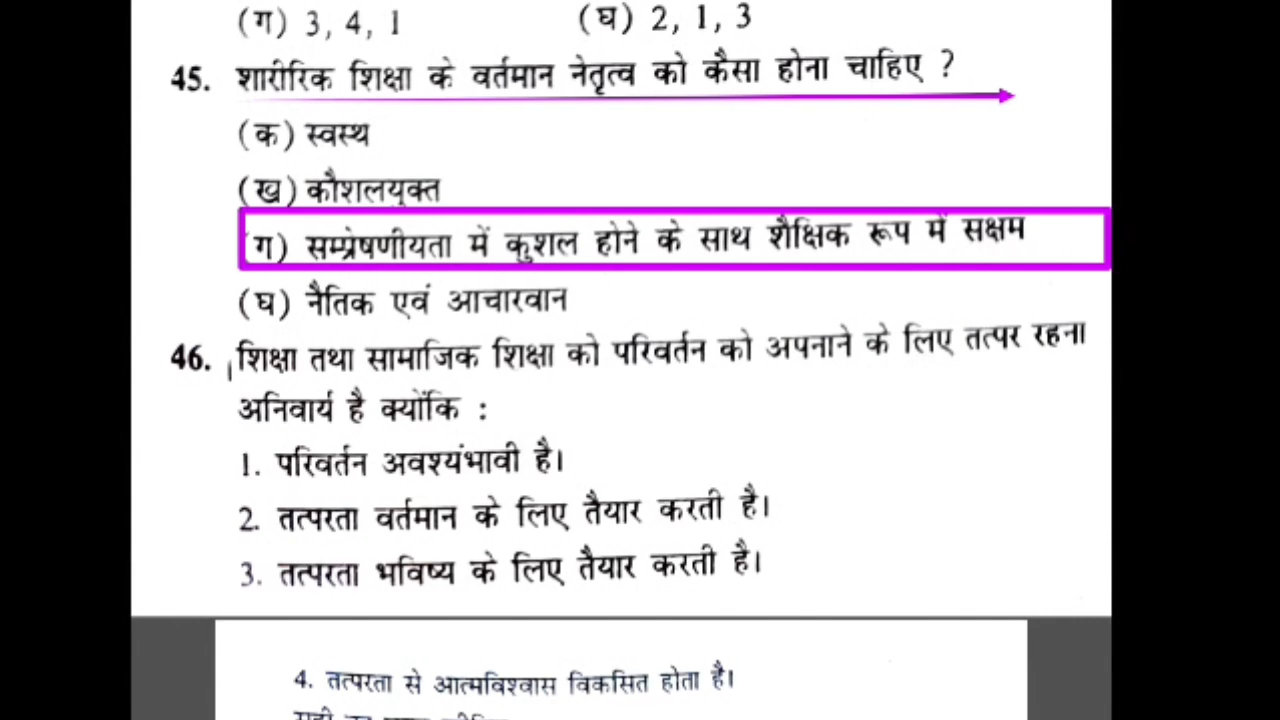 (ग) 3, 4, 1 (घ) 2, 1, 3
45. शारीरिक शिक्षा के वर्तमान नेतृत्व को कैसा होना चाहिए ?
(क) स्वस्थ
(ख) कौशलयुक्त
ग) सम्प्रेषणीयता में कुशल होने के साथ शैक्षिक रूप में सक्षम
(घ) नैतिक एवं आचारवान
46. शिक्षा तथा सामाजिक शिक्षा को परिवर्तन को अपनाने के लिए तत्पर रहना
अनिवार्य है क्योंकि :
1. परिवर्तन अवश्यंभावी है।
2. तत्परता वर्तमान के लिए तैयार करती है।
3. तत्परता भविष्य के लिए तैयार करती है।
4. तत्परता से आत्मविश्वास विकसित होता है।